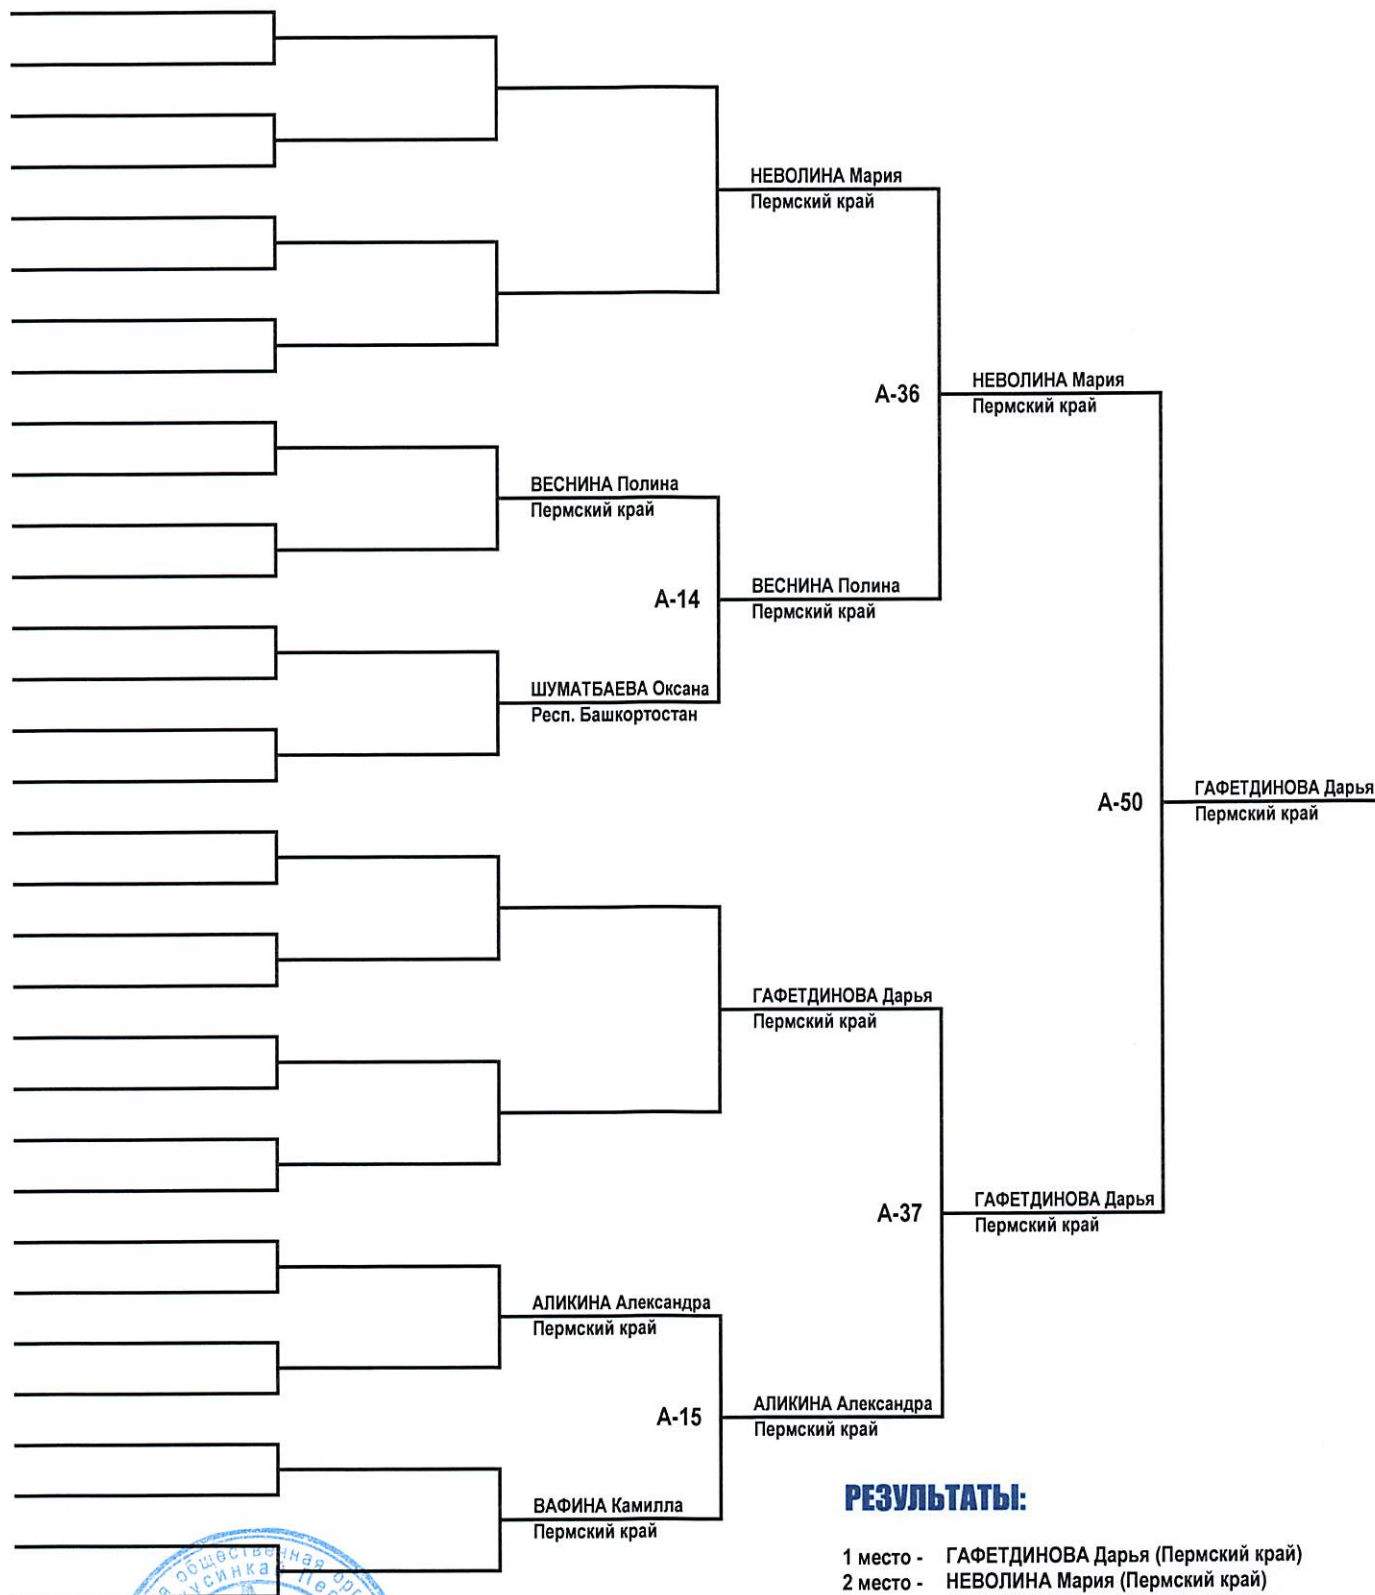 НЕВОЛИНА Мария
Пермский край
А-36
НЕВОЛИНА Мария
Пермский край
ВЕСНИНА Полина
Пермский край
А-14
ВЕСНИНА Полина
Пермский край
ШУМАТБАЕВА Оксана
Респ. Башкортостан
А-50
ГАФЕТДИНОВА Дарья
Пермский край
ГАФЕТДИНОВА Дарья
Пермский край
А-37
ГАФЕТДИНОВА Дарья
Пермский край
АЛИКИНА Александра
Пермский край
А-15
АЛИКИНА Александра
Пермский край
ВАФИНА Камилла
Пермский край
РЕЗУЛЬТАТЫ:
1 место - ГАФЕТДИНОВА Дарья (Пермский край)
2 место - НЕВОЛИНА Мария (Пермский край)
общественная